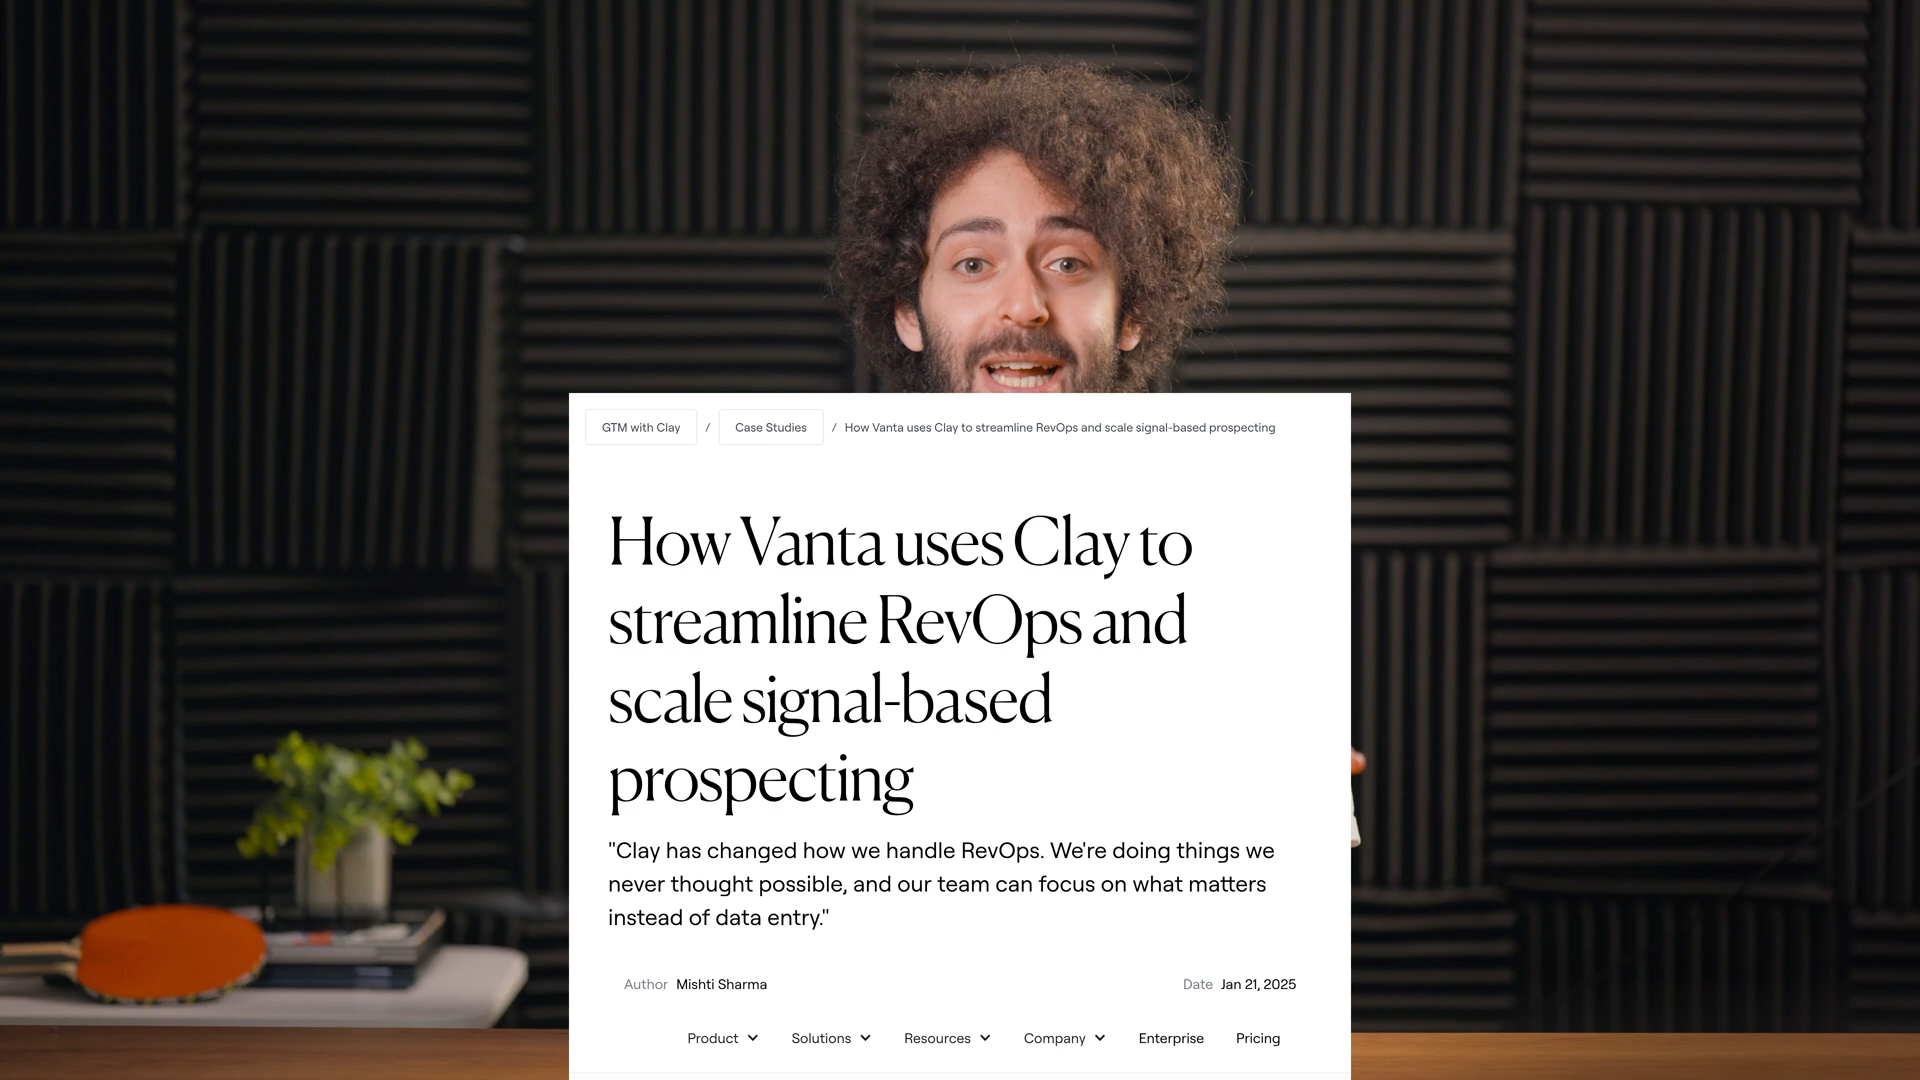 GTM with Clay / Case Studies / How Vanta uses Clay to streamline RevOps and scale signal-based prospecting
How Vanta uses Clay to
streamline RevOps and
scale signal-based
prospecting
"Clay has changed how we handle RevOps. We're doing things we
never thought possible, and our team can focus on what matters
instead of data entry."
Author Mishti Sharma Date Jan 21, 2025
Product Solutions Resources Company Enterprise Pricing